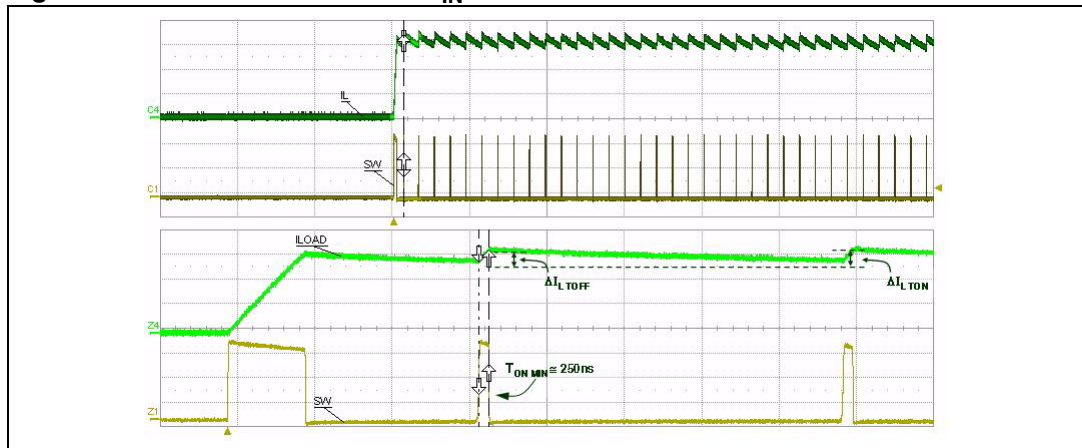 IN
C4
IL
SW
C1
ILOAD
ΔIL TOFF
ΔIL TON
Z4
TON MIN ≅ 250ns
SW
Z1